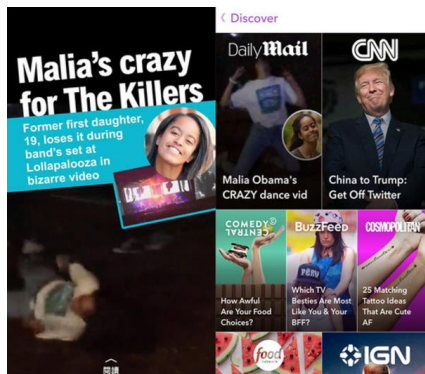 Malia's crazy
for The Killers
Former first daughter,
19, loses it during
band's set at
Lollapalooza in
bizarre video
閱讀
Discover
Daily Mail
CNN
Malia Obama's
CRAZY dance vid
China to Trump:
Get Off Twitter
COMEDY
CENTRAL
BuzzFeed
COSMOPOLITAN
PERU
How Awful
Are Your Food
Choices?
Which TV
Besties Are Most
Like You & Your
BFF?
25 Matching
Tattoo Ideas
That Are Cute
AF
food
IGN